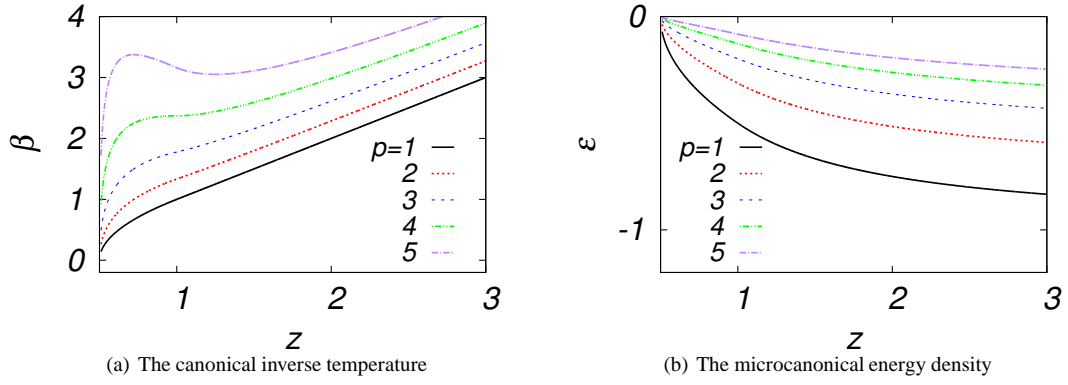 4
3
2
1
0
β
p=1
2
3
4
5
1
2
3
z
(a) The canonical inverse temperature
0
-1
ε
p=1
2
3
4
5
1
2
3
z
(b) The microcanonical energy density